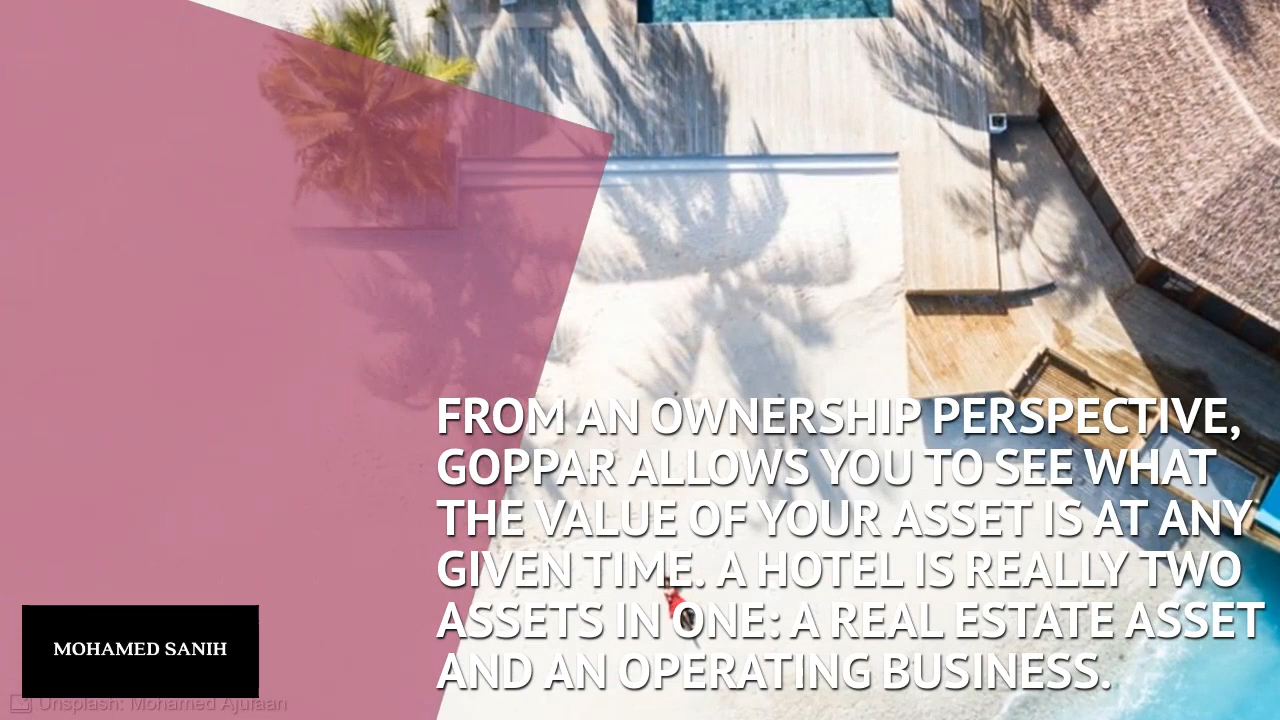 FROM AN OWNERSHIP PERSPECTIVE,
GOPPAR ALLOWS YOU TO SEE WHAT
THE VALUE OF YOUR ASSET IS AT ANY
GIVEN TIME. A HOTEL IS REALLY TWO
ASSETS IN ONE: A REAL ESTATE ASSET
AND AN OPERATING BUSINESS.
MOHAMED SANIH
Unsplash: Mohamed Ajufaan